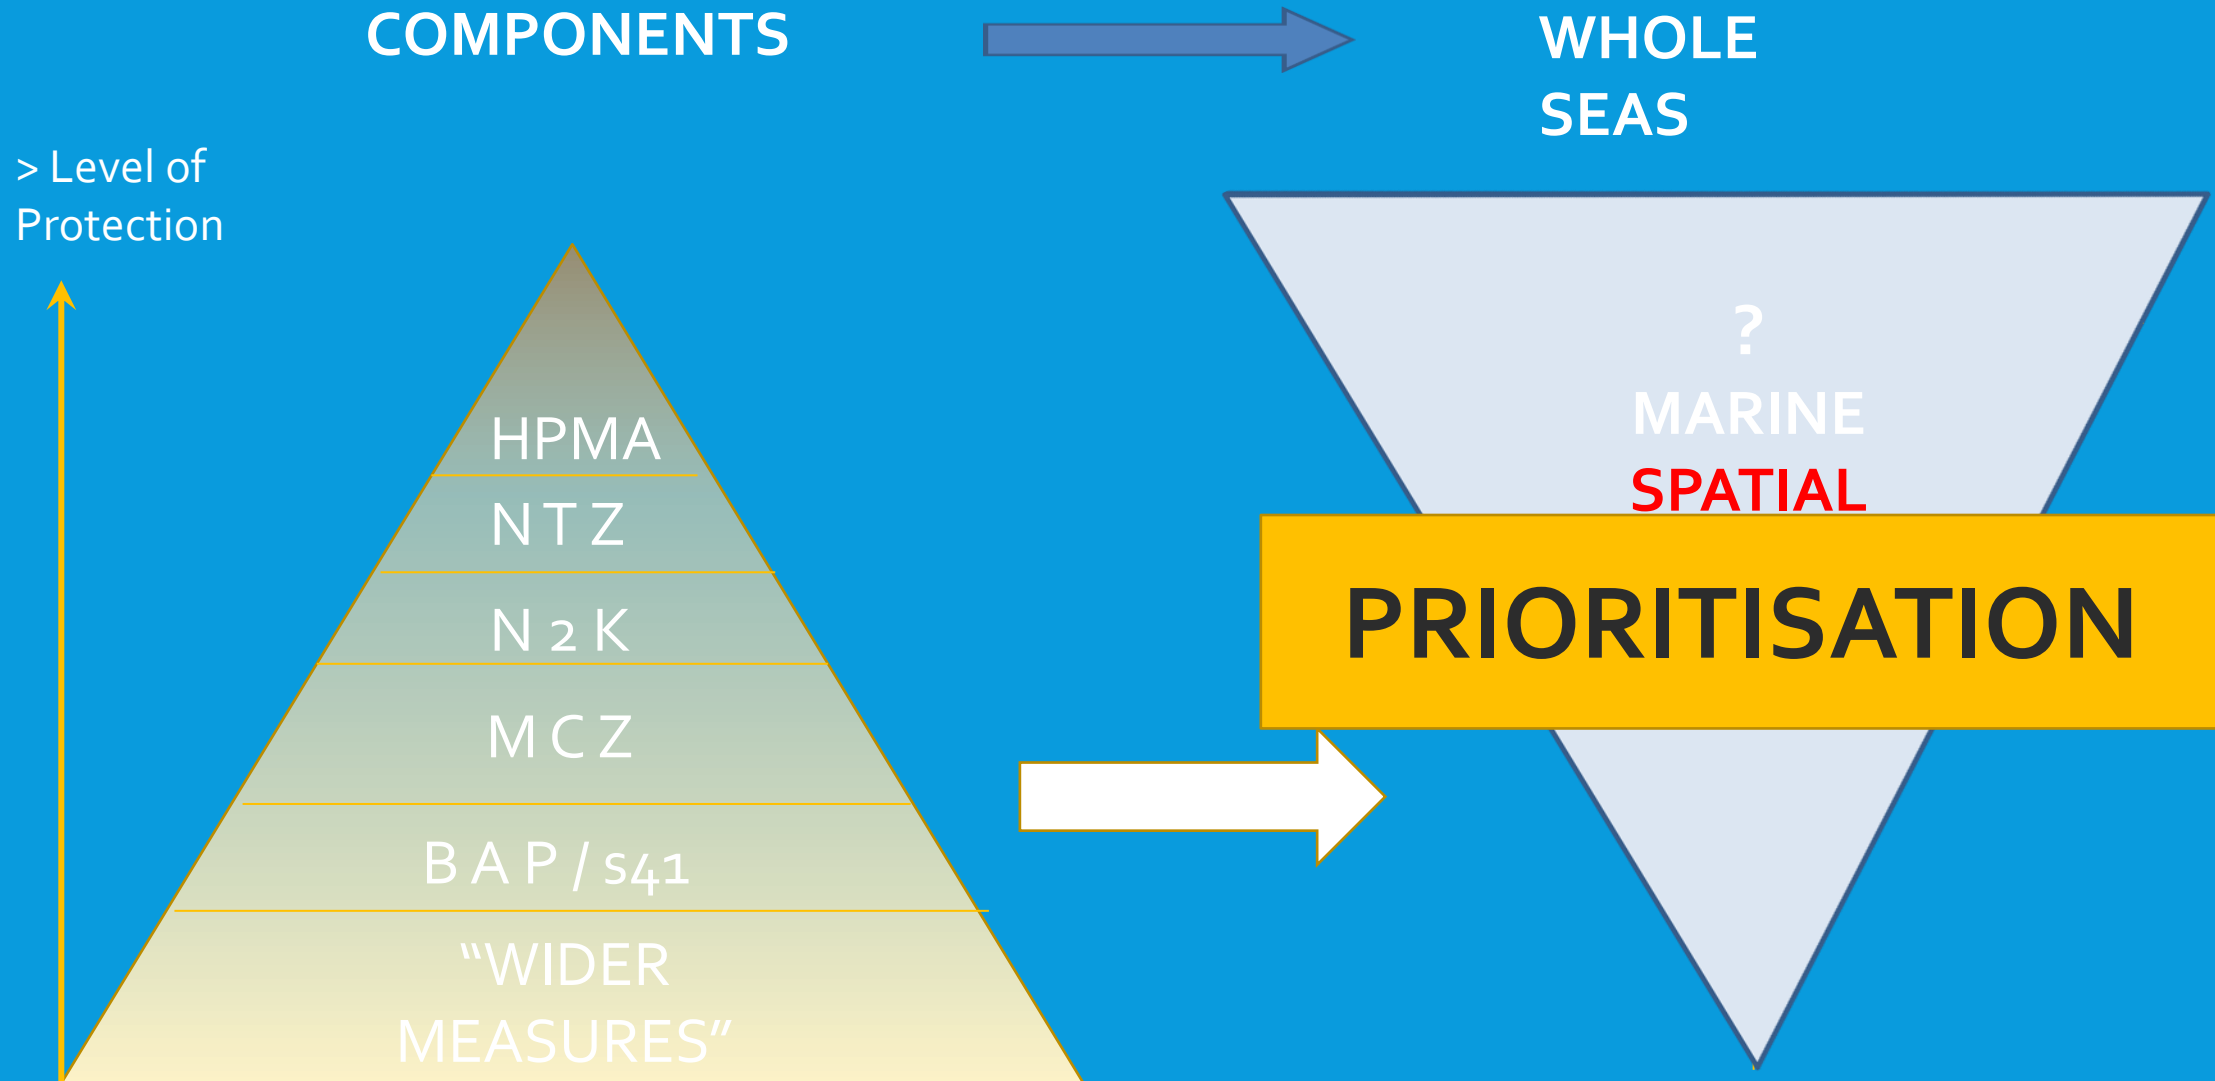 COMPONENTS
WHOLE
SEAS
> Level of
Protection
HPMA
N T Z
N 2 K
M C Z
B A P / s41
“WIDER
MEASURES”
?
MARINE
SPATIAL
PRIORITISATION